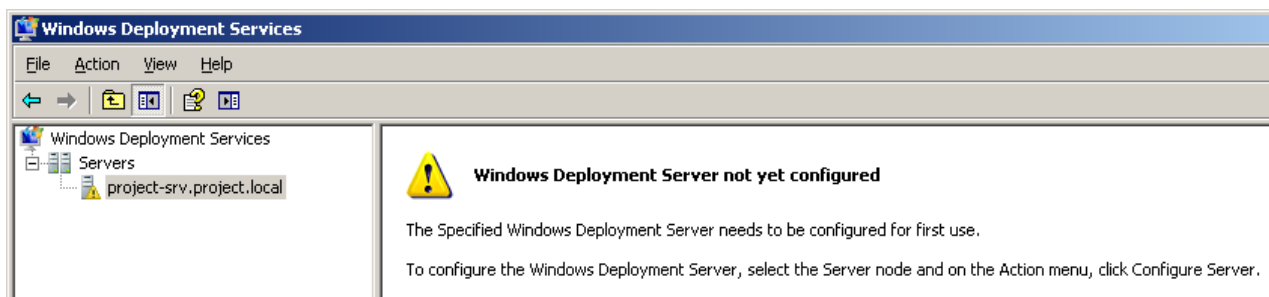 Windows Deployment Services
File Action View Help
Windows Deployment Services
Servers
project-srv.project.local
Windows Deployment Server not yet configured
The Specified Windows Deployment Server needs to be configured for first use.
To configure the Windows Deployment Server, select the Server node and on the Action menu, click Configure Server.